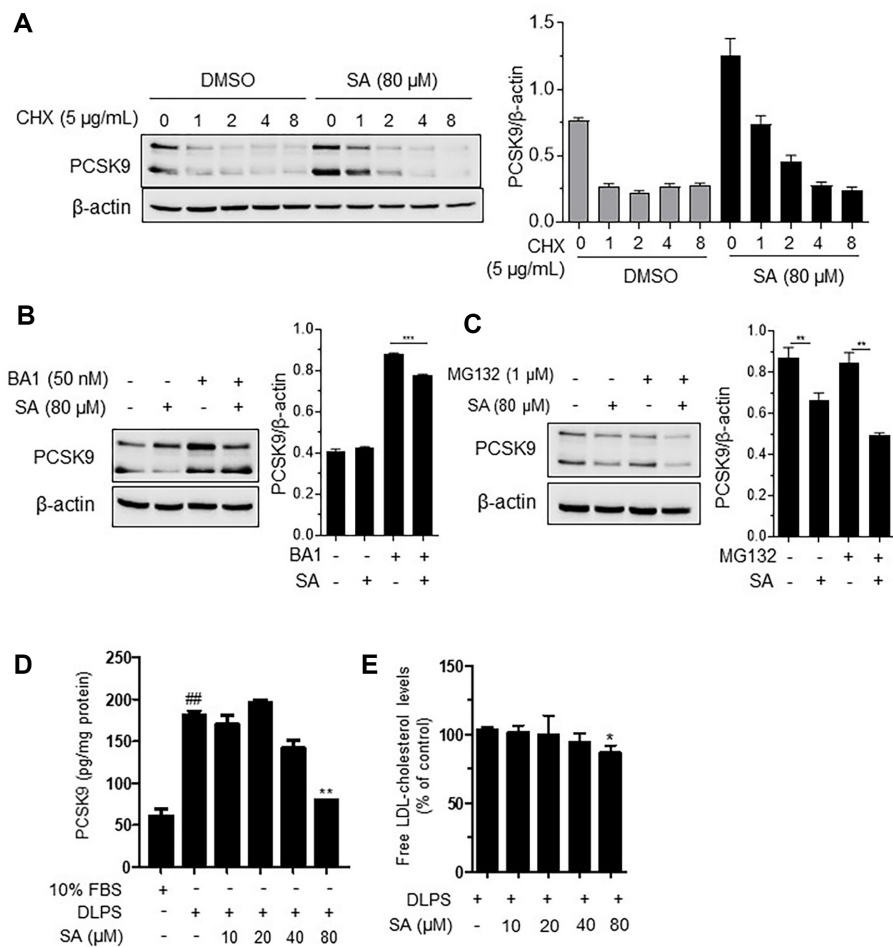 A
DMSO SA (80 µM)
CHX (5 µg/mL) 0 1 2 4 8 0 1 2 4 8
PCSK9
β-actin
PCSK9/β-actin
1.5
1.0
0.5
0.0
CHX 0 1 2 4 8 0 1 2 4 8
(5 µg/mL) DMSO SA (80 µM)
B
BA1 (50 nM) - - + +
SA (80 µM) - + - +
PCSK9
β-actin
PCSK9/β-actin
1.0
0.8
0.6
0.4
0.2
0.0
***
BA1 - - + +
SA - + - +
C
MG132 (1 µM) - - + +
SA (80 µM) - + - +
PCSK9
β-actin
PCSK9/β-actin
1.0
0.8
0.6
0.4
0.2
0.0
** **
MG132 - - + +
SA - + - +
D
PCSK9 (pg/mg protein)
250
200
150
100
50
0
##
**
10% FBS + - - - - -
DLPS - + + + + +
SA (µM) - - 10 20 40 80
E
Free LDL-cholesterol levels
(% of control)
150
100
50
0
*
DLPS + + + + +
SA (µM) - 10 20 40 80